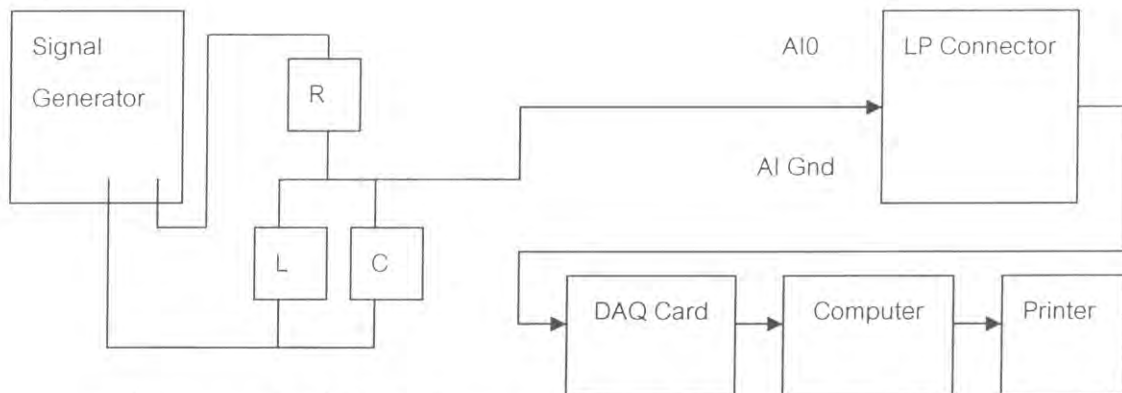 Signal
Generator
R
L
C
AI0
AI Gnd
LP Connector
DAQ Card
Computer
Printer